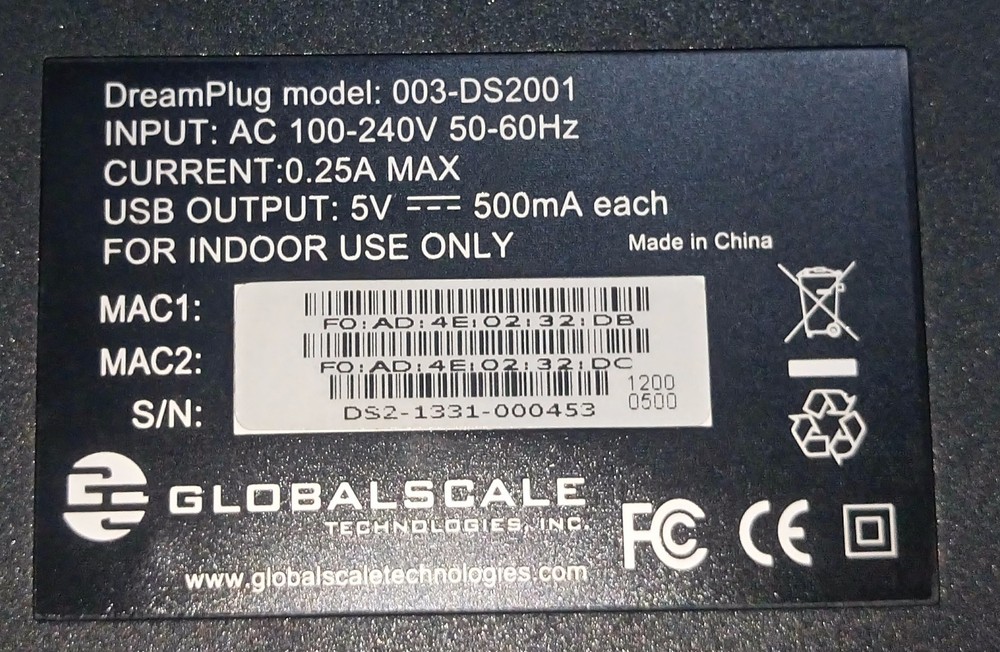 DreamPlug model: 003-DS2001
INPUT: AC 100-240V 50-60Hz
CURRENT:0.25A MAX
USB OUTPUT: 5V ⎓ 500mA each
FOR INDOOR USE ONLY
Made in China
MAC1: F0:AD:4E:02:32:DB
MAC2: F0:AD:4E:02:32:DC
S/N: DS2-1331-000453
1200
0500
GLOBALSCALE
TECHNOLOGIES, INC.
www.globalscaletechnologies.com
FC CE